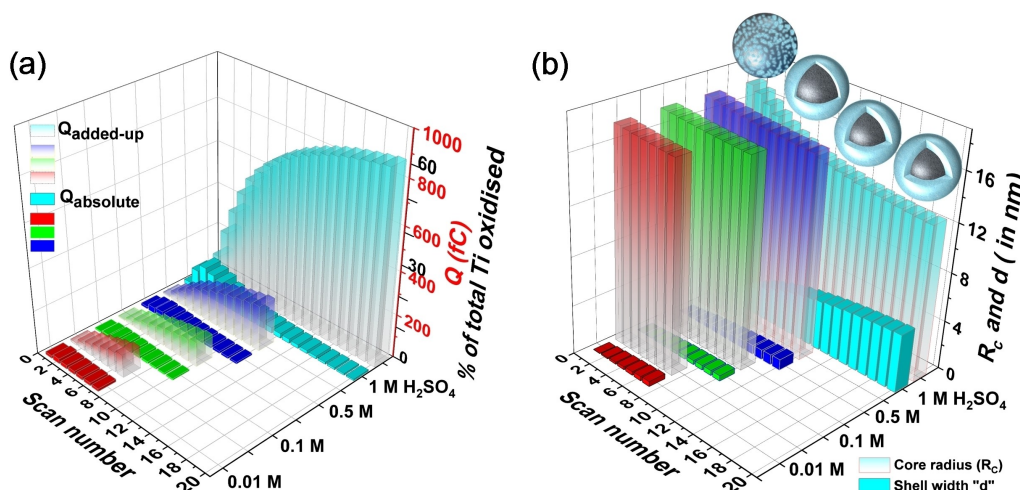 (a)
Qadded-up
Qabsolute
1000
800
600
400
200
60
30
0
Q (fC)
% of total Ti oxidised
0
2
4
6
8
10
12
14
16
18
20
Scan number
0.01 M
0.1 M
0.5 M
1 M H2SO4
(b)
16
12
8
4
0
Rc and d ( in nm)
0
2
4
6
8
10
12
14
16
18
20
Scan number
0.01 M
0.1 M
0.5 M
1 M H2SO4
Core radius (Rc)
Shell width "d"